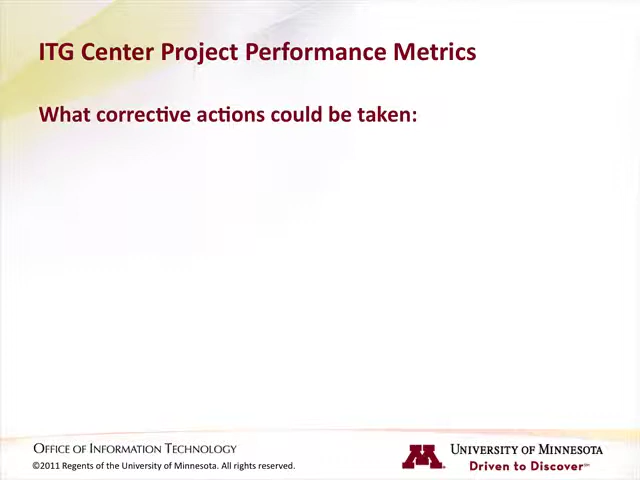 ITG Center Project Performance Metrics
What corrective actions could be taken:
OFFICE OF INFORMATION TECHNOLOGY
©2011 Regents of the University of Minnesota. All rights reserved.
M
UNIVERSITY OF MINNESOTA
Driven to Discover℠